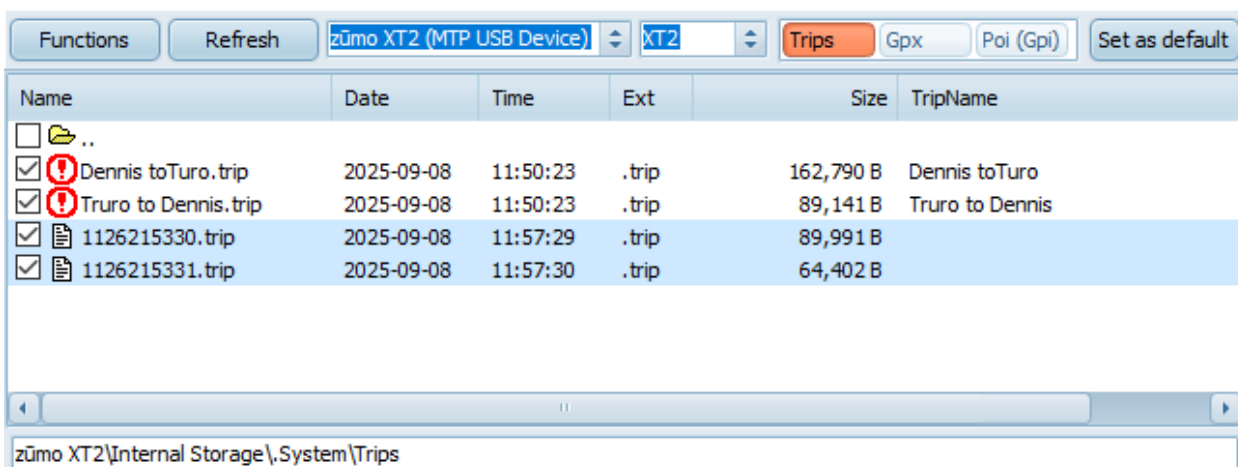 Functions Refresh zūmo XT2 (MTP USB Device) XT2 Trips Gpx Poi (Gpi) Set as default
Name Date Time Ext Size TripName
..
Dennis toTuro.trip 2025-09-08 11:50:23 .trip 162,790 B Dennis toTuro
Truro to Dennis.trip 2025-09-08 11:50:23 .trip 89,141 B Truro to Dennis
1126215330.trip 2025-09-08 11:57:29 .trip 89,991 B
1126215331.trip 2025-09-08 11:57:30 .trip 64,402 B
zūmo XT2\Internal Storage\.System\Trips